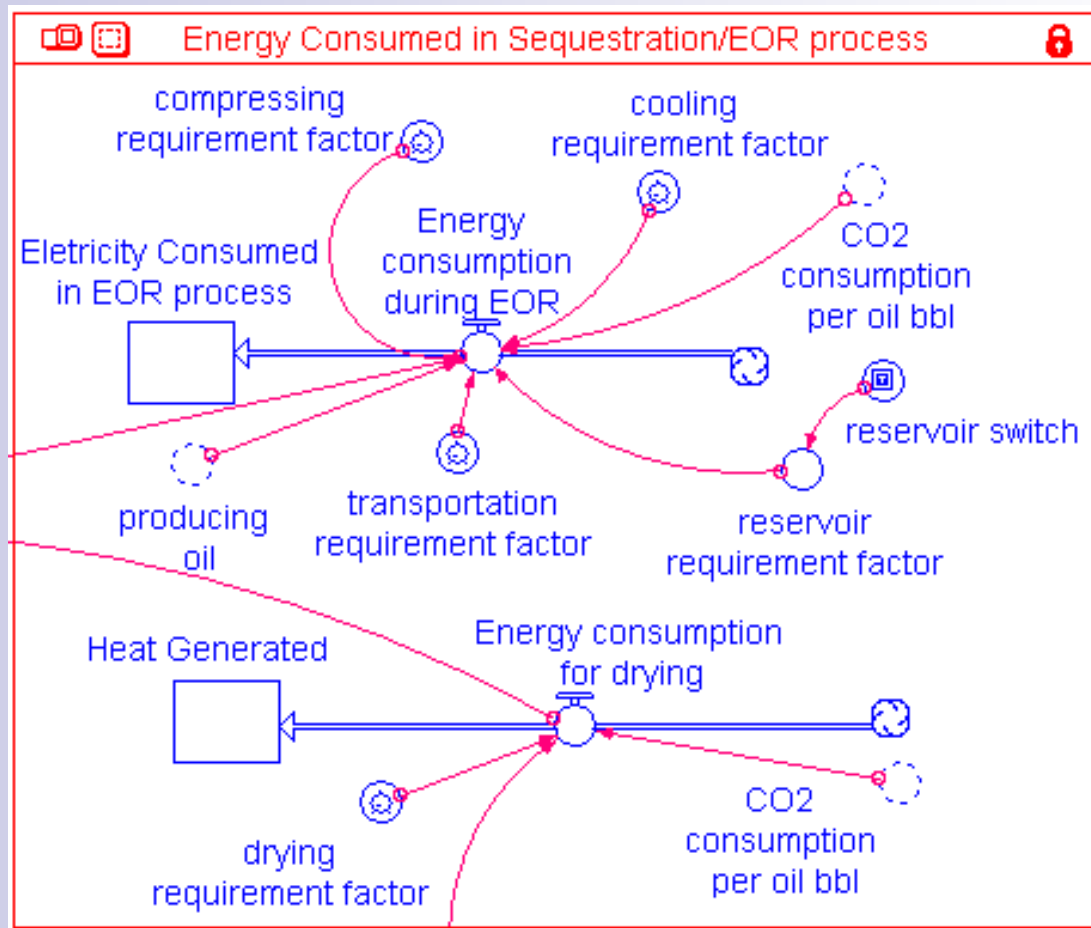 Energy Consumed in Sequestration/EOR process
compressing
requirement factor
cooling
requirement factor
CO2
consumption
per oil bbl
Energy
consumption
during EOR
Eletricity Consumed
in EOR process
reservoir switch
producing
oil
transportation
requirement factor
reservoir
requirement factor
Heat Generated
Energy consumption
for drying
drying
requirement factor
CO2
consumption
per oil bbl